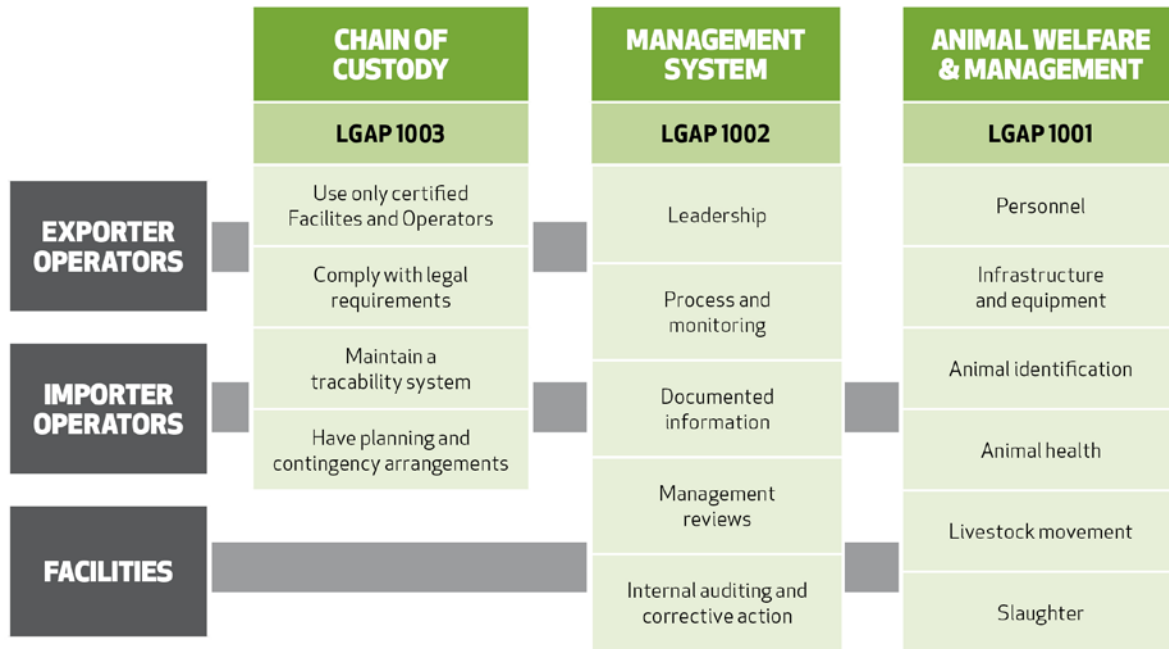 CHAIN OF
CUSTODY
LGAP 1003
Use only certified
Facilites and Operators
Comply with legal
requirements
Maintain a
tracability system
Have planning and
contingency arrangements
MANAGEMENT
SYSTEM
LGAP 1002
Leadership
Process and
monitoring
Documented
information
Management
reviews
Internal auditing and
corrective action
ANIMAL WELFARE
& MANAGEMENT
LGAP 1001
Personnel
Infrastructure
and equipment
Animal identification
Animal health
Livestock movement
Slaughter
EXPORTER
OPERATORS
IMPORTER
OPERATORS
FACILITIES